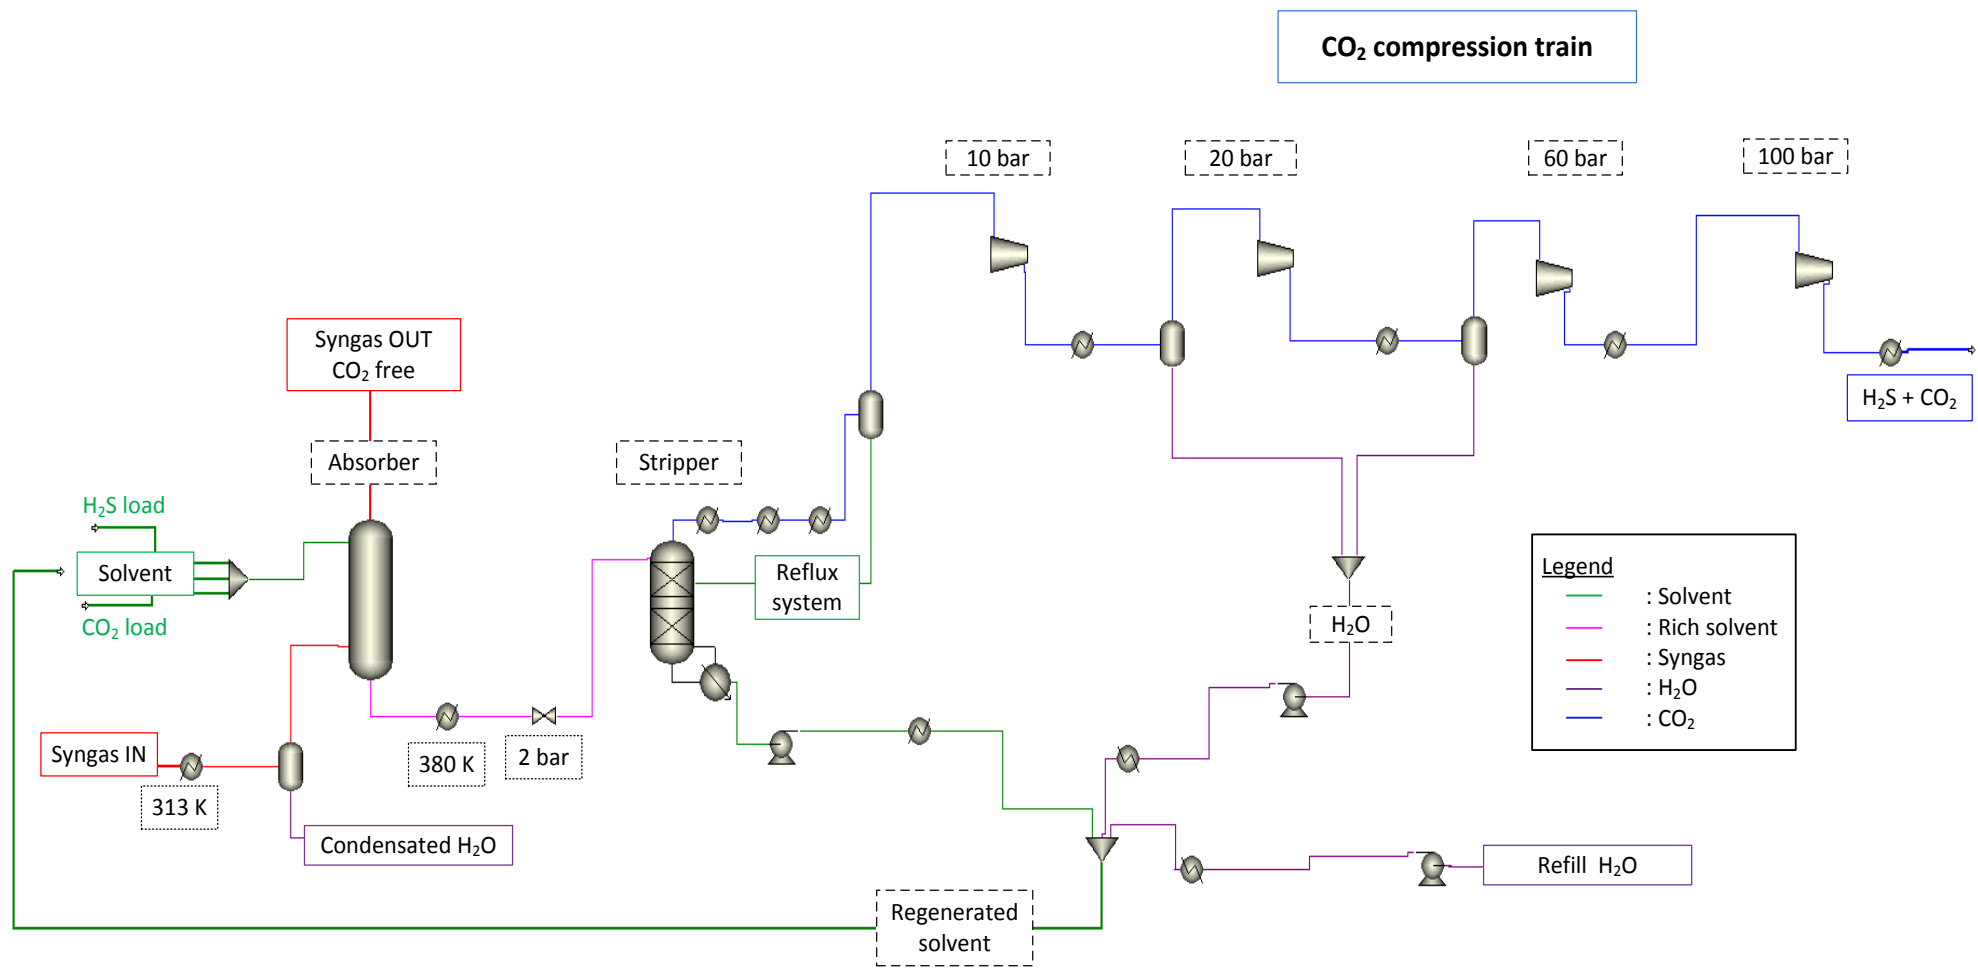 CO₂ compression train
10 bar
20 bar
60 bar
100 bar
Syngas OUT
CO₂ free
H₂S + CO₂
Absorber
Stripper
H₂S load
Solvent
CO₂ load
Reflux
system
H₂O
Legend
: Solvent
: Rich solvent
: Syngas
: H₂O
: CO₂
Syngas IN
313 K
380 K
2 bar
Condensated H₂O
Refill H₂O
Regenerated
solvent